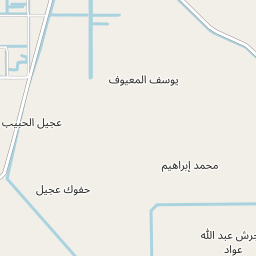 يوسف المعيوف
عجيل الحبيب
محمد إبراهيم
حفوك عجيل
جرش عبد الله
عواد